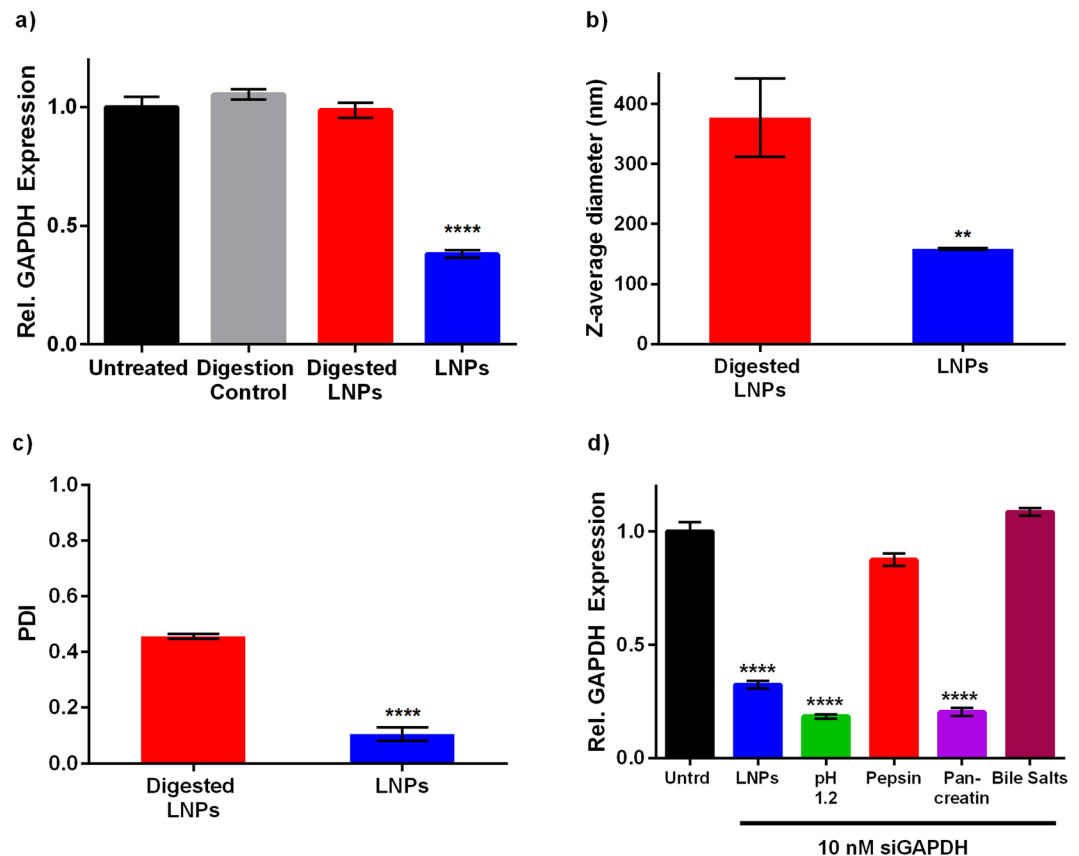 a)
Rel. GAPDH Expression
1.0
0.5
0.0
****
Untreated
Digestion
Control
Digested
LNPs
LNPs
b)
Z-average diameter (nm)
400
300
200
100
0
**
Digested
LNPs
LNPs
c)
PDI
1.0
0.8
0.6
0.4
0.2
0.0
****
Digested
LNPs
LNPs
d)
Rel. GAPDH Expression
1.0
0.5
0.0
****
****
****
Untrd
LNPs
pH
1.2
Pepsin
Pan-
creatin
Bile Salts
10 nM siGAPDH